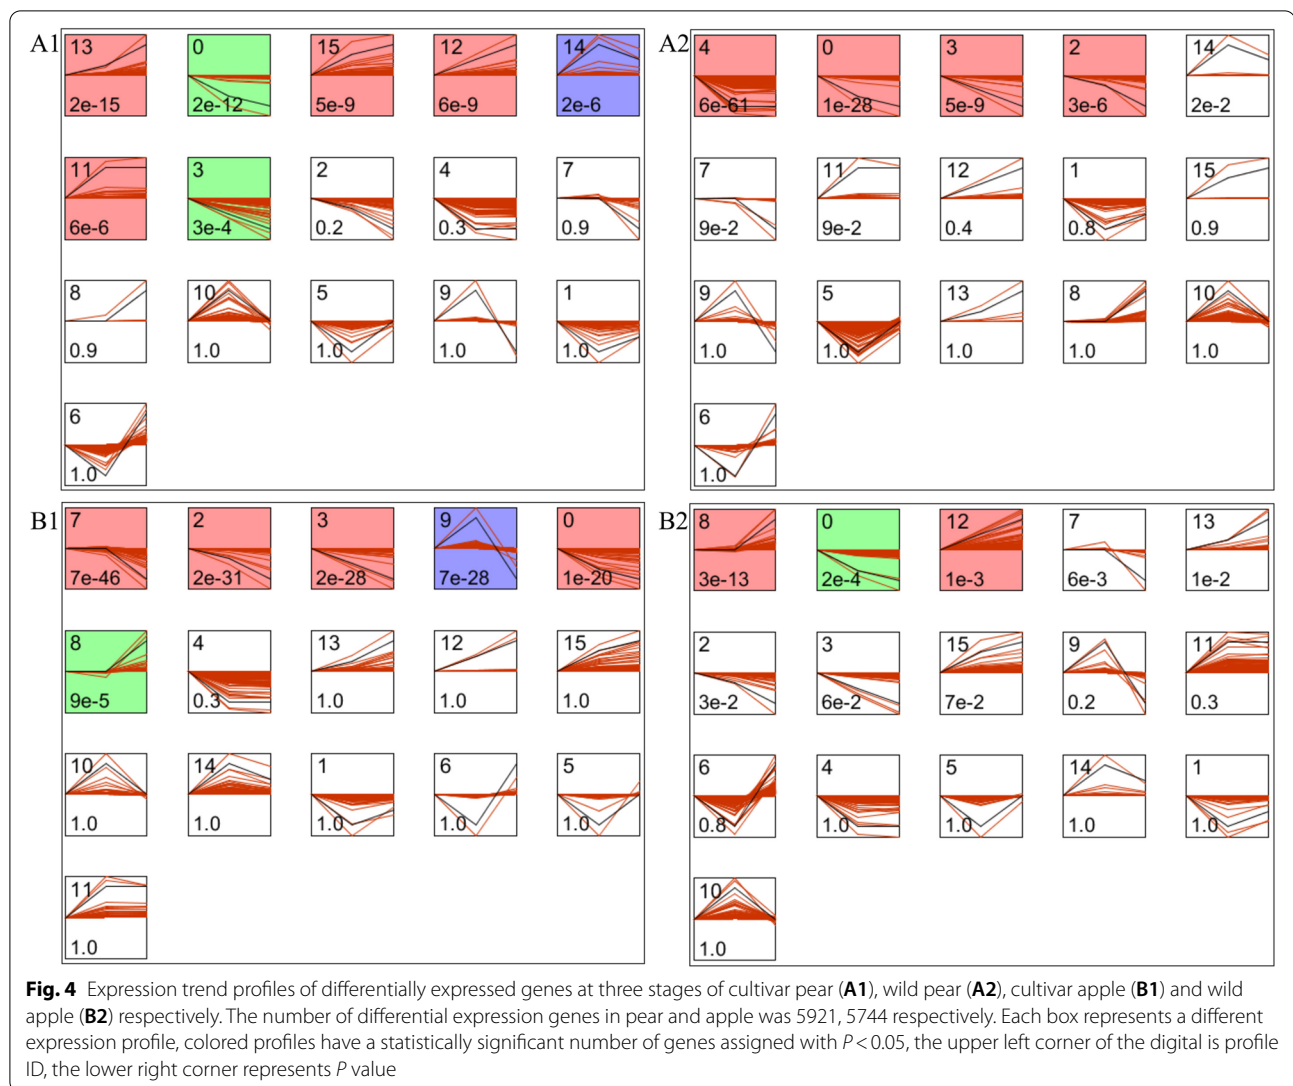 A1
13 0 15 12 14
2e-15 2e-12 5e-9 6e-9 2e-6
11 3 2 4 7
6e-6 3e-4 0.2 0.3 0.9
8 10 5 9 1
0.9 1.0 1.0 1.0 1.0
6
1.0
A2
4 0 3 2 14
6e-61 1e-28 5e-9 3e-6 2e-2
7 11 12 1 15
9e-2 9e-2 0.4 0.8 0.9
9 5 13 8 10
1.0 1.0 1.0 1.0 1.0
6
1.0
B1
7 2 3 9 0
7e-46 2e-31 2e-28 7e-28 1e-20
8 4 13 12 15
9e-5 0.3 1.0 1.0 1.0
10 14 1 6 5
1.0 1.0 1.0 1.0 1.0
11
1.0
B2
8 0 12 7 13
3e-13 2e-4 1e-3 6e-3 1e-2
2 3 15 9 11
3e-2 6e-2 7e-2 0.2 0.3
6 4 5 14 1
0.8 1.0 1.0 1.0 1.0
10
1.0
Fig. 4 Expression trend profiles of differentially expressed genes at three stages of cultivar pear (A1), wild pear (A2), cultivar apple (B1) and wild
apple (B2) respectively. The number of differential expression genes in pear and apple was 5921, 5744 respectively. Each box represents a different
expression profile, colored profiles have a statistically significant number of genes assigned with P < 0.05, the upper left corner of the digital is profile
ID, the lower right corner represents P value